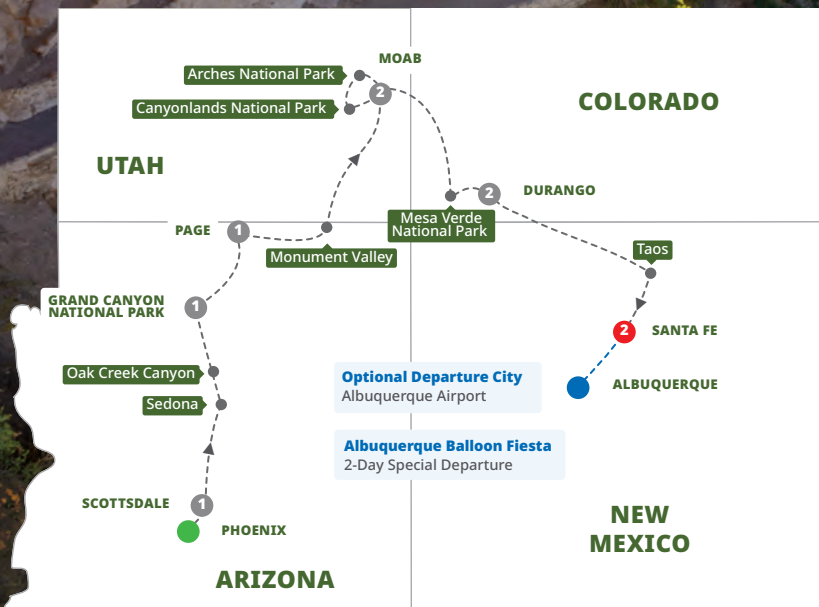 MOAB
Arches National Park
2
Canyonlands National Park
COLORADO
UTAH
2
DURANGO
Mesa Verde
National Park
PAGE
1
Monument Valley
Taos
GRAND CANYON
NATIONAL PARK
1
2
SANTA FE
Oak Creek Canyon
Sedona
Optional Departure City
Albuquerque Airport
ALBUQUERQUE
Albuquerque Balloon Fiesta
2-Day Special Departure
SCOTTSDALE
1
PHOENIX
NEW
MEXICO
ARIZONA